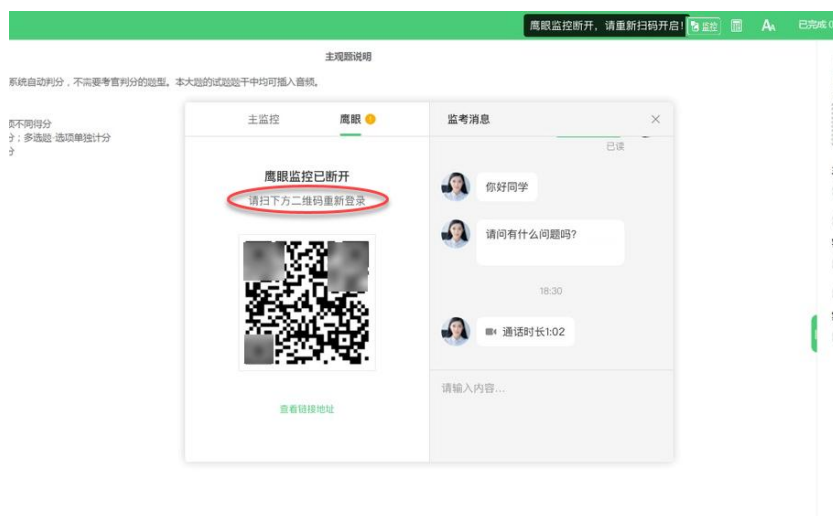 鹰眼监控断开，请重新扫码开启！
监控
已完成
主观题说明
系统自动判分，不需要考官判分的题型。本大题的试题题干中均可插入音频。
项不同得分
分；多选题-选项单独计分
分
主监控
鹰眼
鹰眼监控已断开
请扫下方二维码重新登录
查看链接地址
监考消息
已读
你好同学
请问有什么问题吗?
18:30
通话时长1:02
请输入内容...